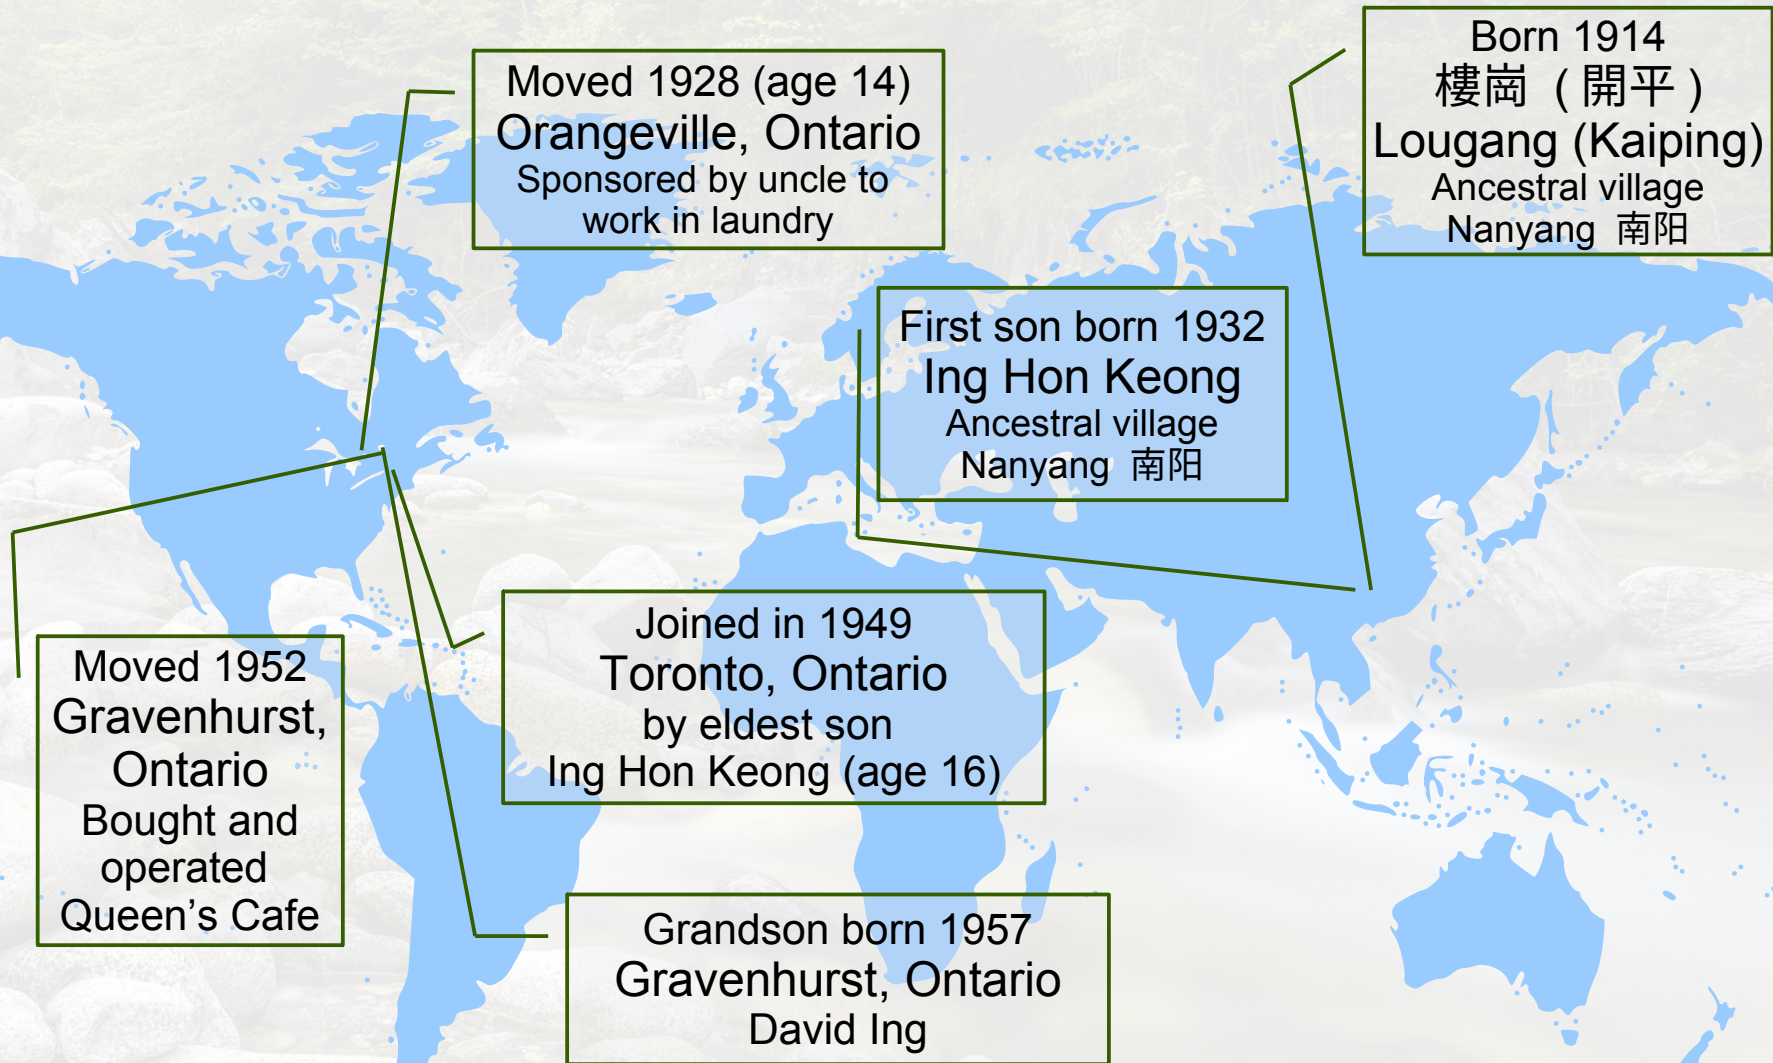 Born 1914
樓崗 ( 開平 )
Lougang (Kaiping)
Ancestral village
Nanyang 南阳
Moved 1928 (age 14)
Orangeville, Ontario
Sponsored by uncle to
work in laundry
First son born 1932
Ing Hon Keong
Ancestral village
Nanyang 南阳
Joined in 1949
Toronto, Ontario
by eldest son
Ing Hon Keong (age 16)
Moved 1952
Gravenhurst,
Ontario
Bought and
operated
Queen’s Cafe
Grandson born 1957
Gravenhurst, Ontario
David Ing